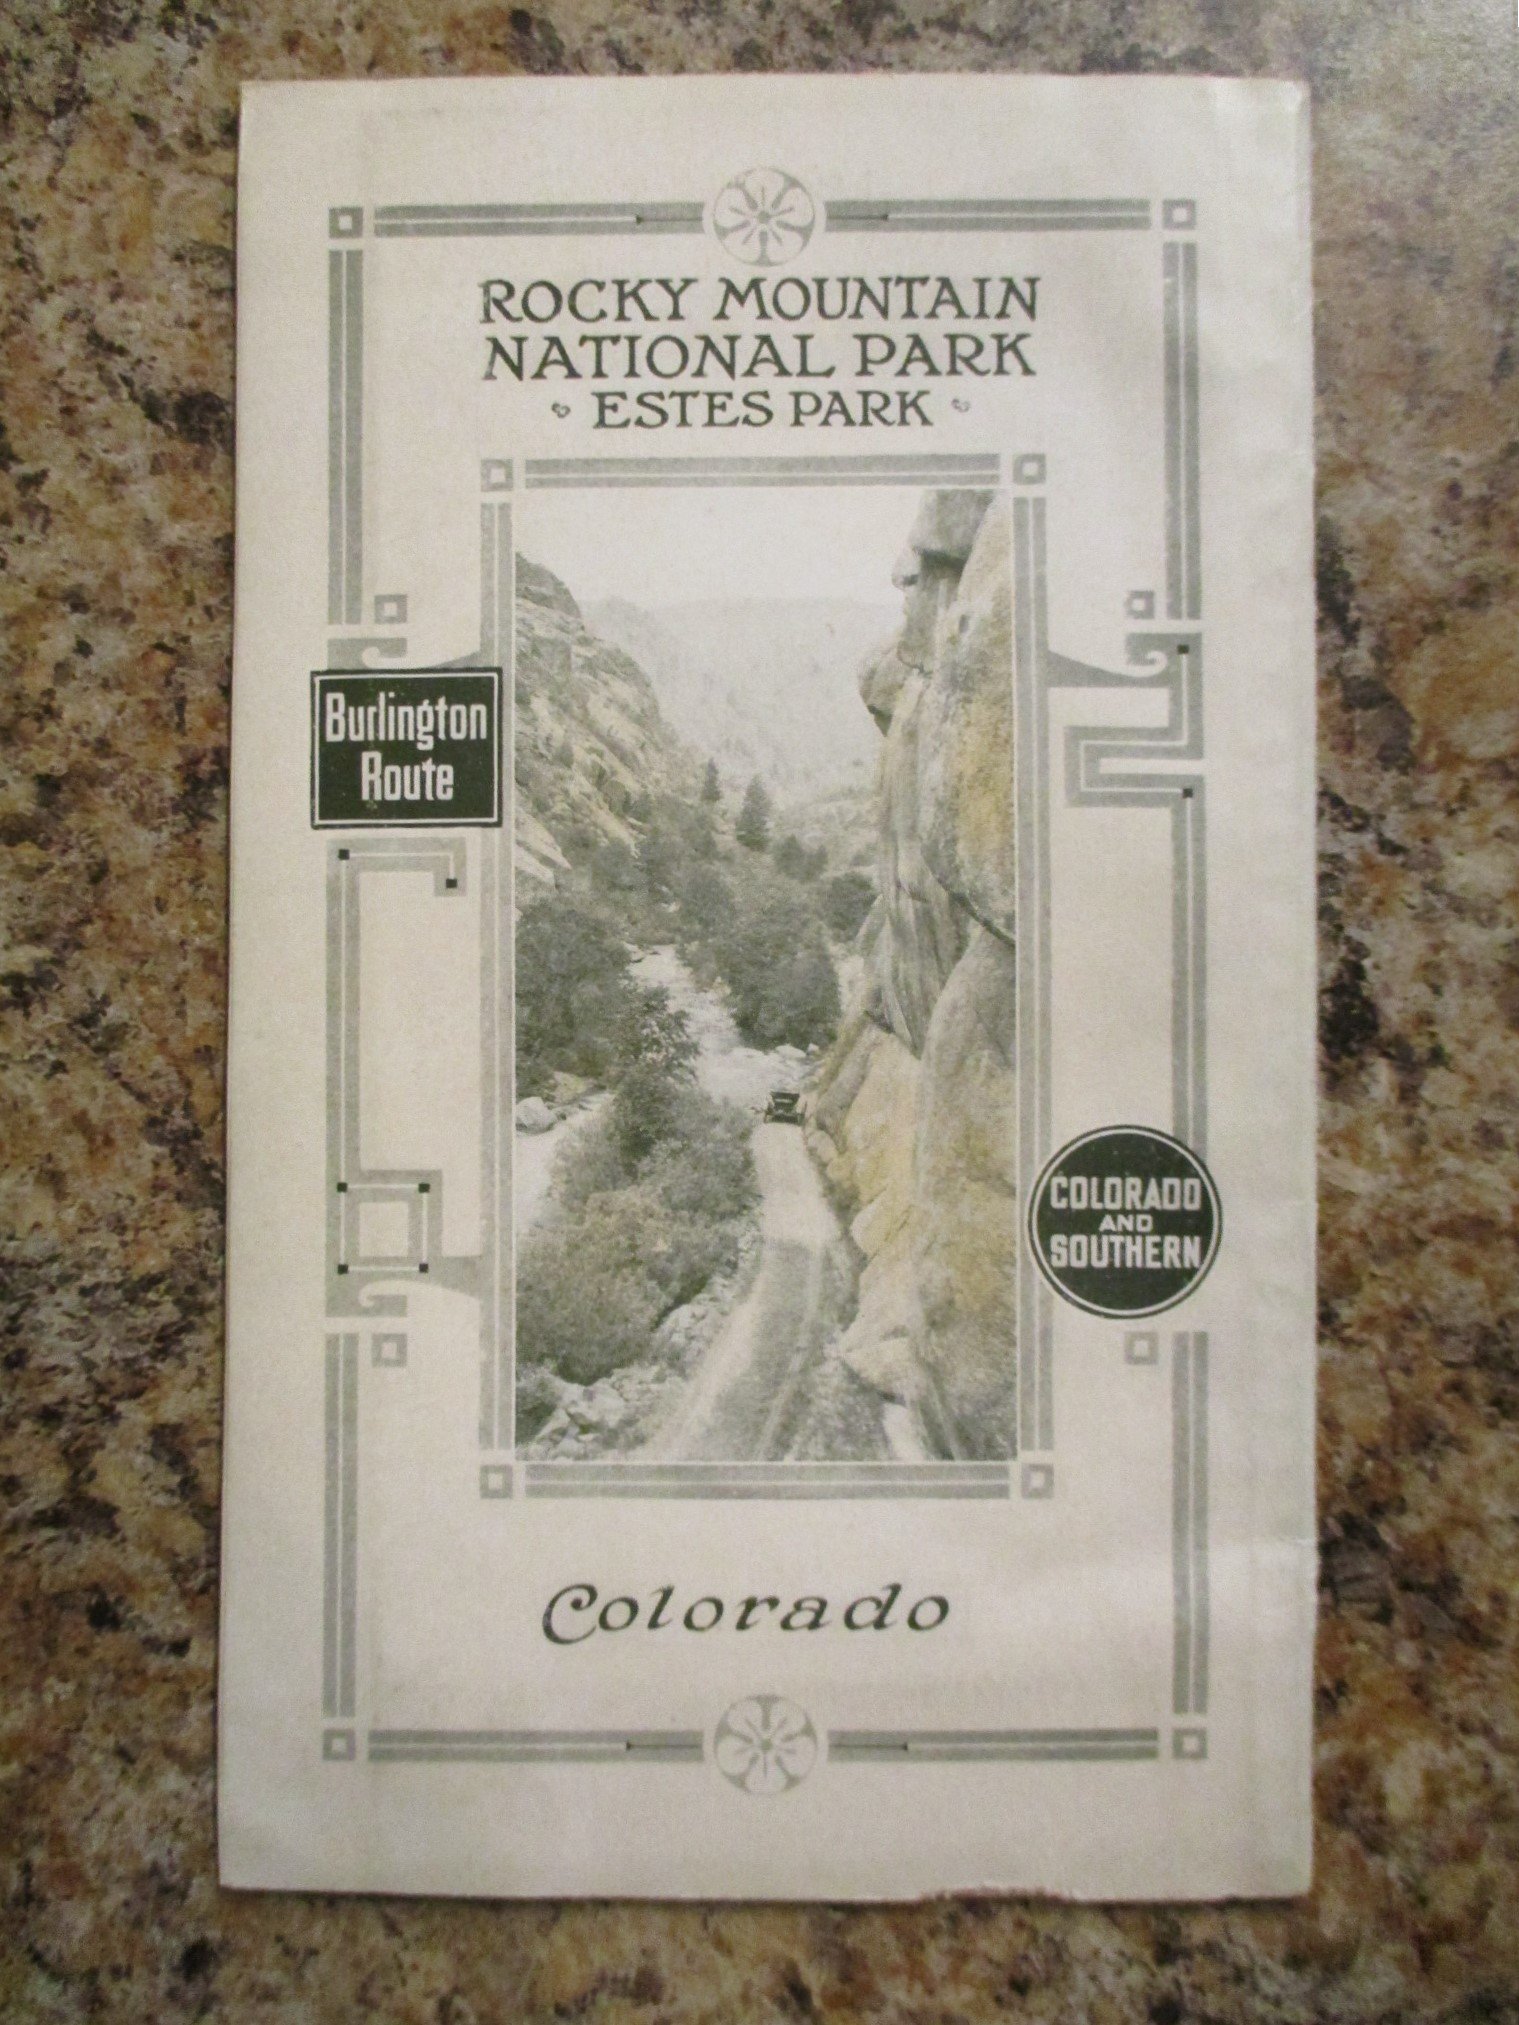 ROCKY MOUNTAIN
NATIONAL PARK
ESTES PARK
Burlington
Route
COLORADO
AND
SOUTHERN
Colorado